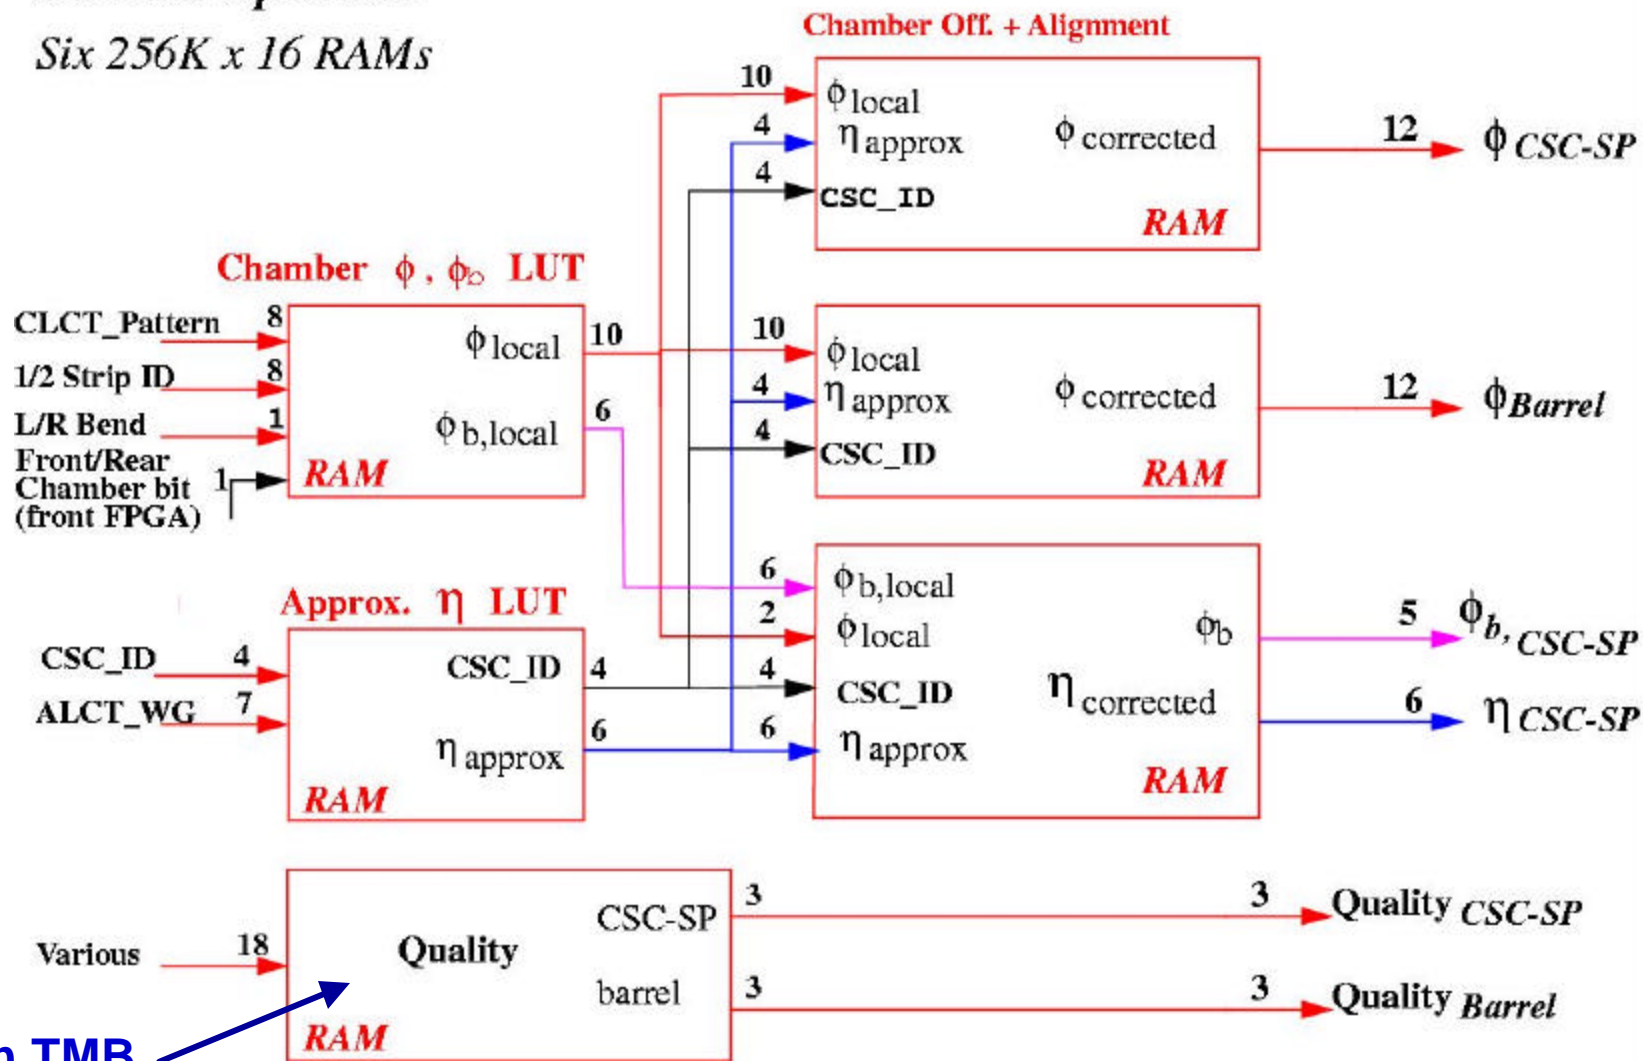 Six 256K x 16 RAMs
Chamber Off. + Alignment
10 ϕ local
4 η approx
4 CSC_ID
ϕ corrected
RAM
12 ϕ CSC-SP
Chamber ϕ , ϕb LUT
CLCT_Pattern 8
1/2 Strip ID 8
L/R Bend 1
Front/Rear
Chamber bit 1
(front FPGA)
ϕ local 10
ϕ b,local 6
RAM
10 ϕ local
4 η approx
4 CSC_ID
ϕ corrected
RAM
12 ϕ Barrel
Approx. η LUT
CSC_ID 4
ALCT_WG 7
CSC_ID 4
η approx 6
RAM
6 ϕ b,local
2 ϕ local
4 CSC_ID
6 η approx
ϕb
η corrected
RAM
5 ϕ b, CSC-SP
6 η CSC-SP
Various 18
Quality
CSC-SP 3
barrel 3
RAM
3 Quality CSC-SP
3 Quality Barrel
TMB